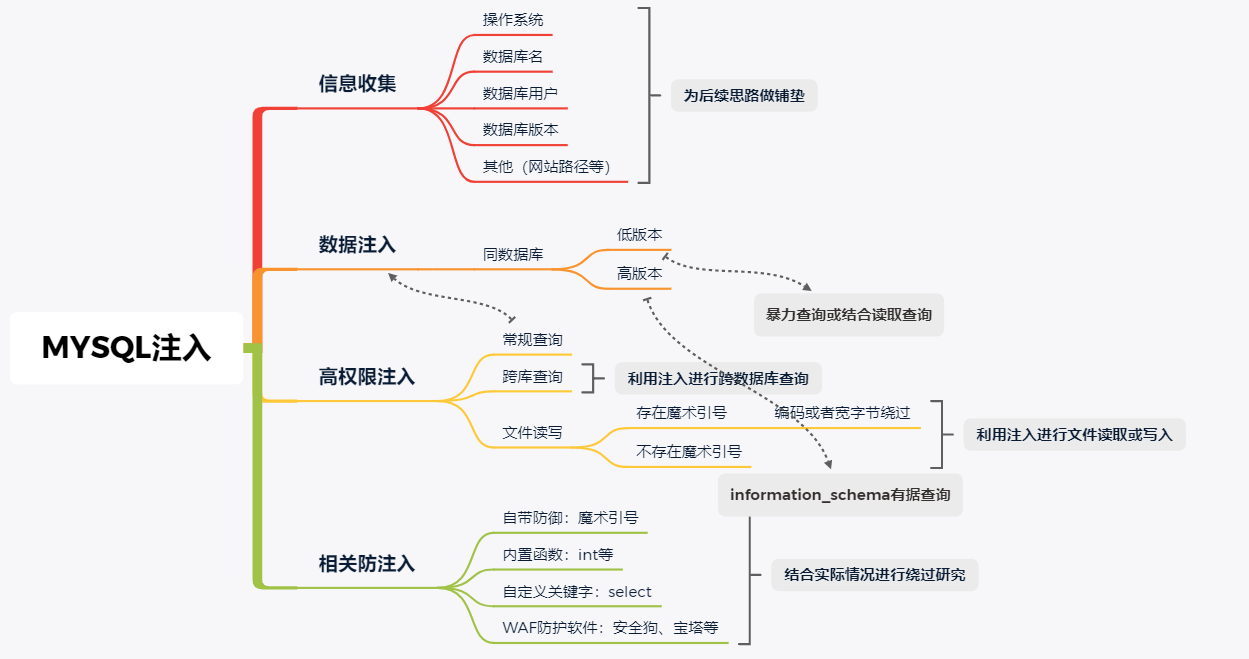 MYSQL注入
信息收集
操作系统
数据库名
数据库用户
数据库版本
其他（网站路径等）
为后续思路做铺垫
数据注入
同数据库
低版本
高版本
暴力查询或结合读取查询
高权限注入
常规查询
跨库查询
利用注入进行跨数据库查询
文件读写
存在魔术引号
编码或者宽字节绕过
不存在魔术引号
利用注入进行文件读取或写入
information_schema有据查询
相关防注入
自带防御：魔术引号
内置函数：int等
自定义关键字：select
WAF防护软件：安全狗、宝塔等
结合实际情况进行绕过研究